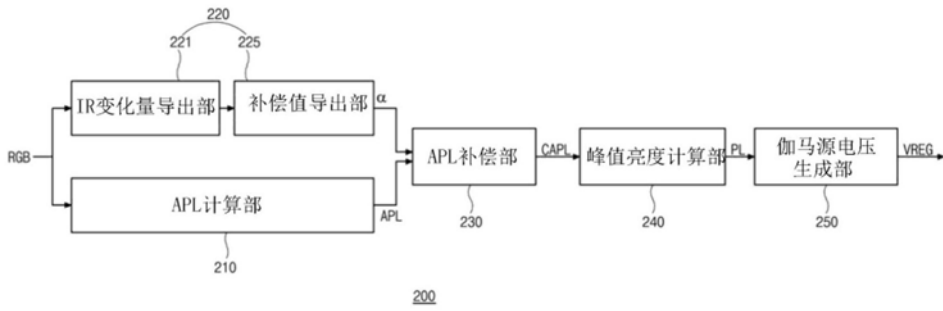 220
221 225
IR变化量导出部 补偿值导出部 α
RGB APL补偿部 CAPL 峰值亮度计算部 PL 伽马源电压
生成部 VREG
APL计算部 APL
230 240 250
210
200